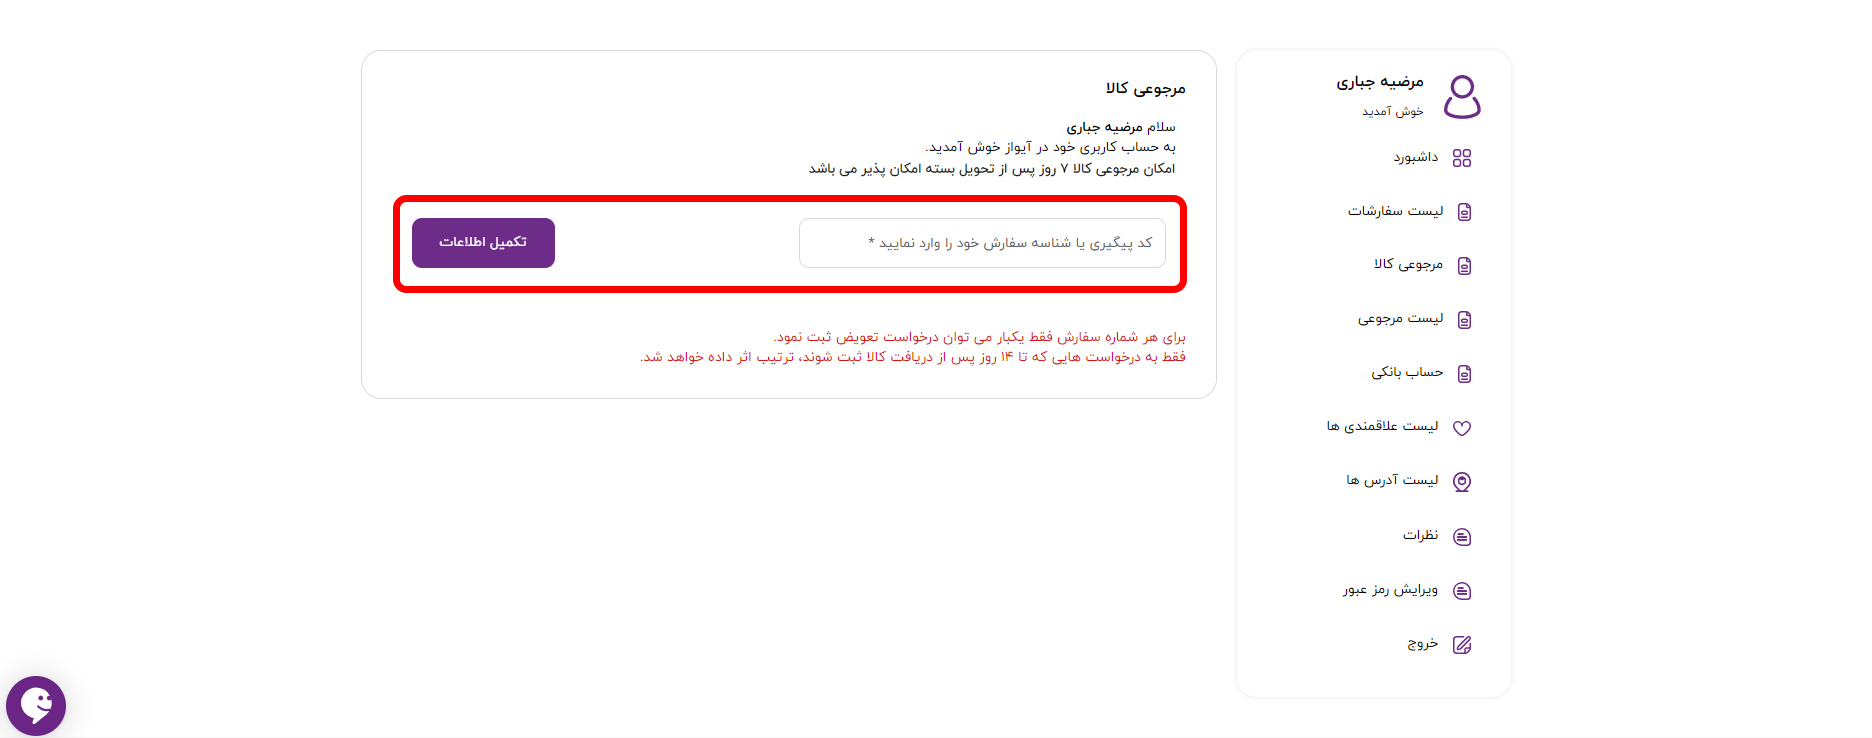 مرضیه جباری
خوش آمدید
داشبورد
لیست سفارشات
مرجوعی کالا
لیست مرجوعی
حساب بانکی
لیست علاقمندی ها
لیست آدرس ها
نظرات
ویرایش رمز عبور
خروج
مرجوعی کالا
سلام مرضیه جباری
به حساب کاربری خود در آیواز خوش آمدید.
امکان مرجوعی کالا ۷ روز پس از تحویل بسته امکان پذیر می باشد
کد پیگیری یا شناسه سفارش خود را وارد نمایید *
تکمیل اطلاعات
برای هر شماره سفارش فقط یکبار می توان درخواست تعویض ثبت نمود.
فقط به درخواست هایی که تا ۱۴ روز پس از دریافت کالا ثبت شوند، ترتیب اثر داده خواهد شد.